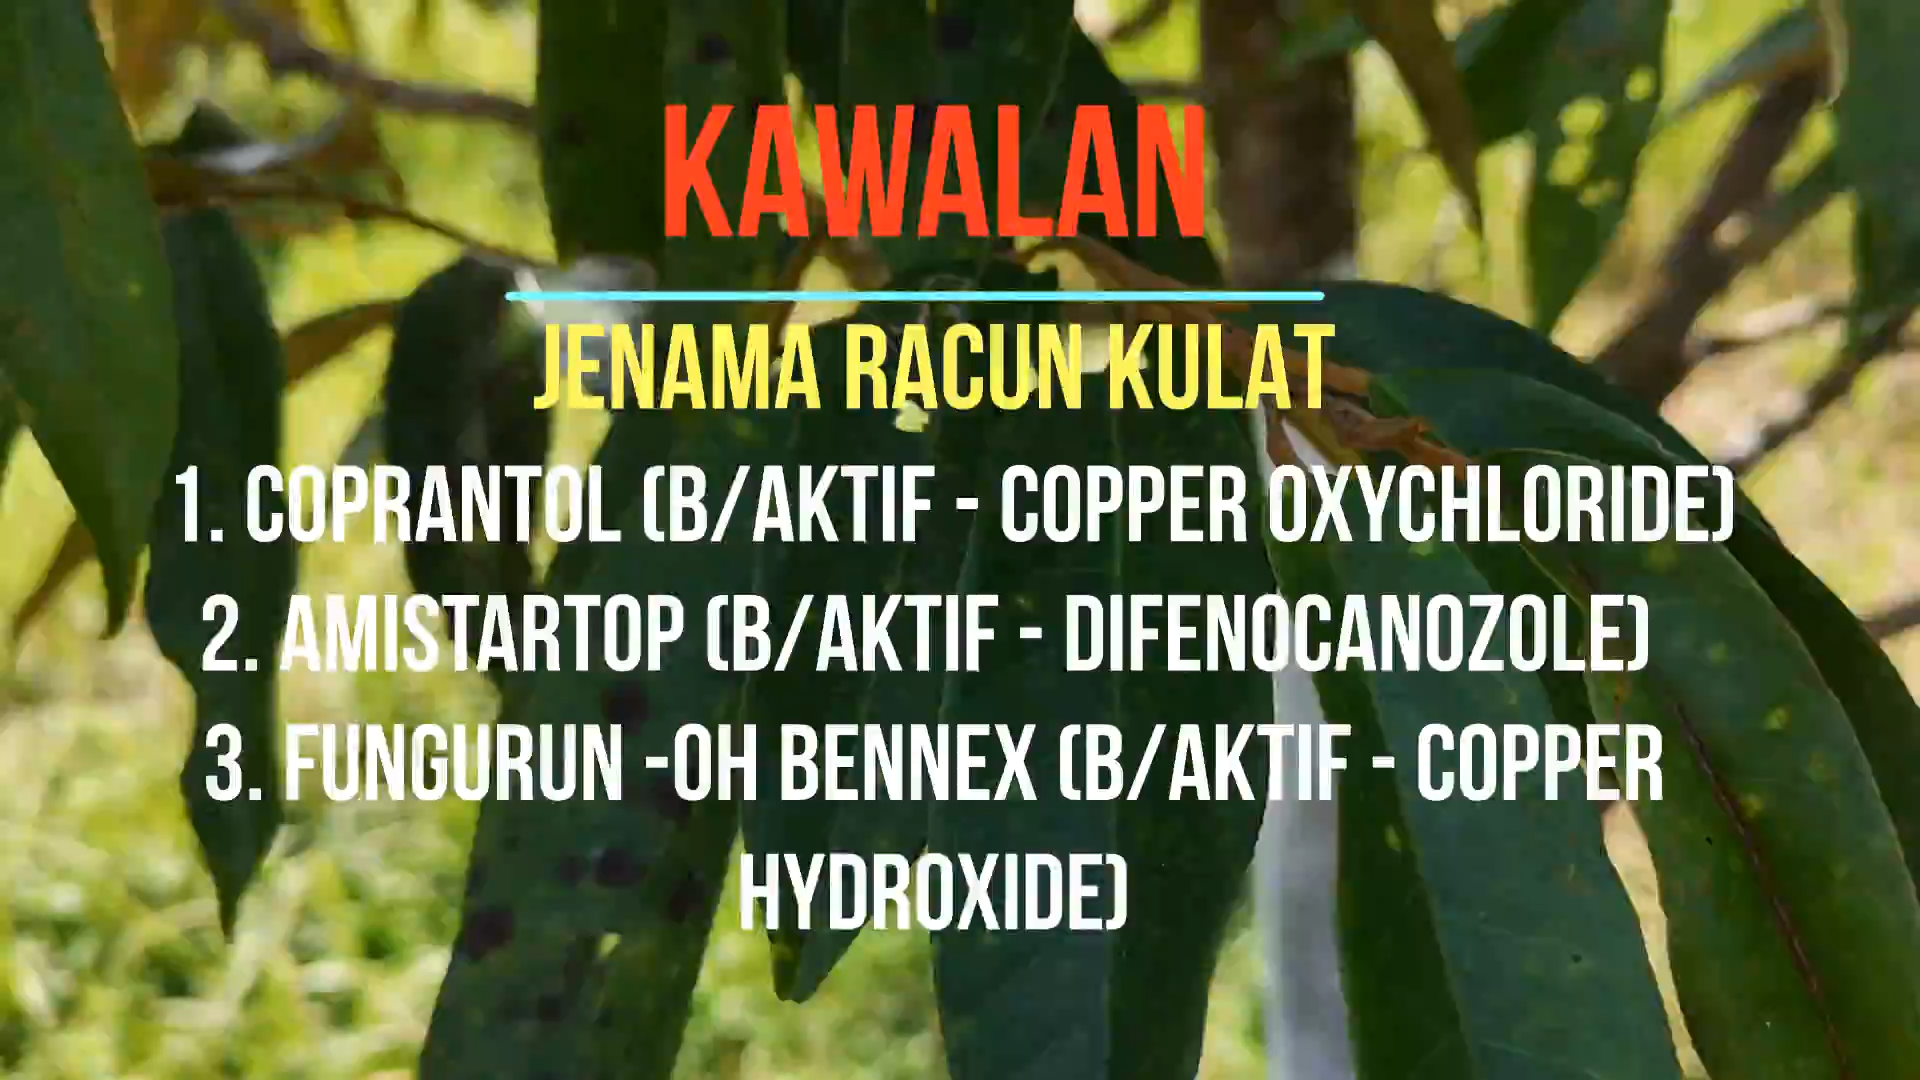 KAWALAN
JENAMA RACUN KULAT
1. COPRANTOL (B/AKTIF - COPPER OXYCHLORIDE)
2. AMISTARTOP (B/AKTIF - DIFENOCANOZOLE)
3. FUNGURUN -OH BENNEX (B/AKTIF - COPPER
HYDROXIDE)